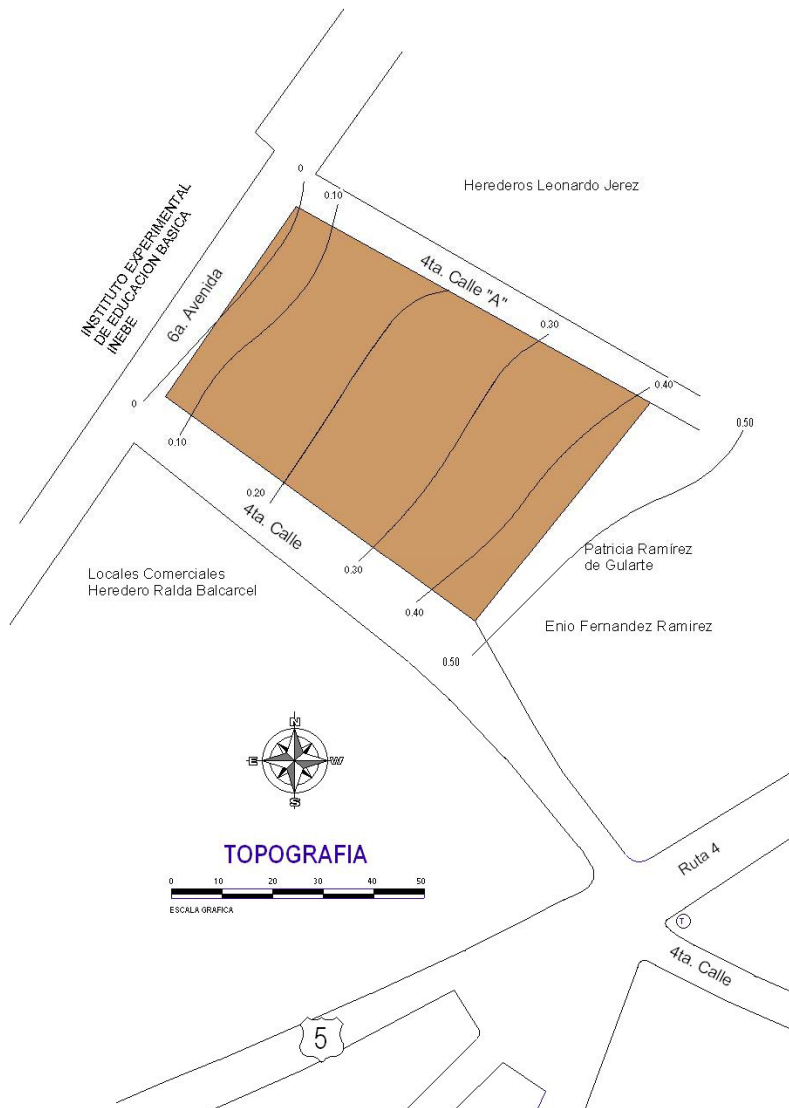 0
0.10
Herederos Leonardo Jerez
INSTITUTO EXPERIMENTAL
DE EDUCACION BASICA
INEBE
6a. Avenida
4ta. Calle "A"
0.30
0.40
0
0.50
0.10
0.20
4ta. Calle
Patricia Ramírez
de Gularte
0.30
Locales Comerciales
Heredero Ralda Balcarcel
0.40
Enio Fernandez Ramirez
0.50
N
E
W
S
TOPOGRAFIA
0 10 20 30 40 50
ESCALA GRAFICA
Ruta 4
T
4ta. Calle
5